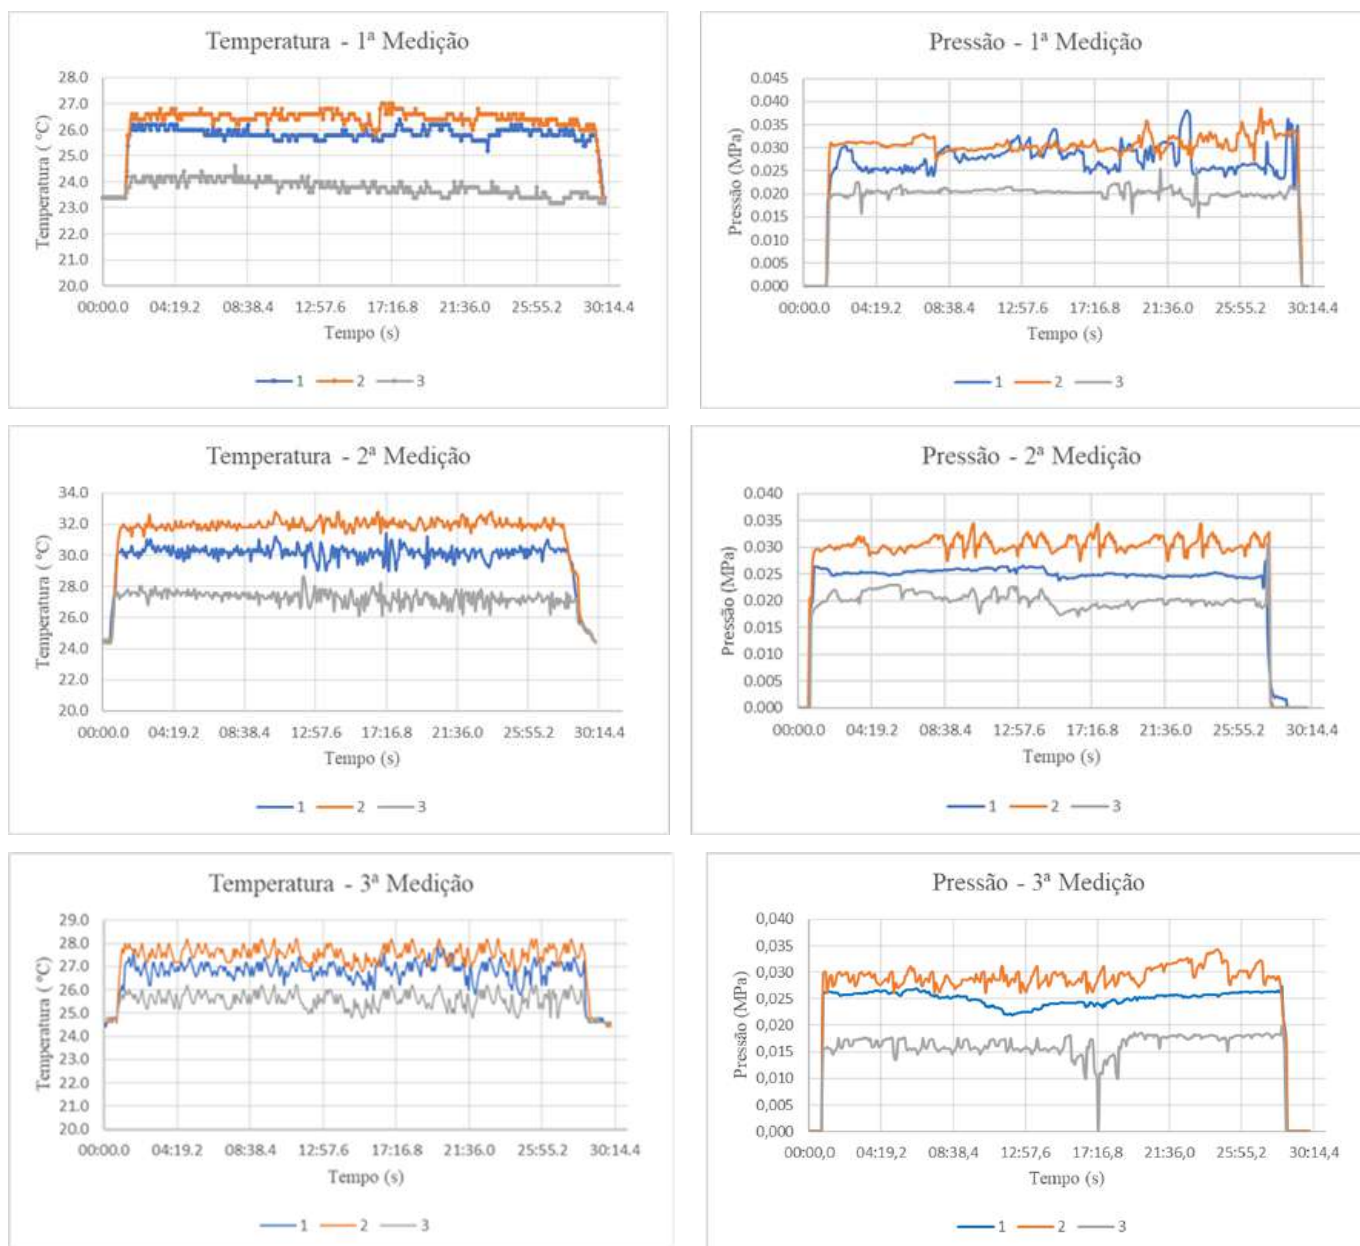 Temperatura - 1ª Medição
Temperatura ( °C)
28.0
27.0
26.0
25.0
24.0
23.0
22.0
21.0
20.0
00:00.0 04:19.2 08:38.4 12:57.6 17:16.8 21:36.0 25:55.2 30:14.4
Tempo (s)
1 2 3
Pressão - 1ª Medição
Pressão (MPa)
0.045
0.040
0.035
0.030
0.025
0.020
0.015
0.010
0.005
0.000
00:00.0 04:19.2 08:38.4 12:57.6 17:16.8 21:36.0 25:55.2 30:14.4
Tempo (s)
1 2 3
Temperatura - 2ª Medição
Temperatura ( °C)
34.0
32.0
30.0
28.0
26.0
24.0
22.0
20.0
00:00.0 04:19.2 08:38.4 12:57.6 17:16.8 21:36.0 25:55.2 30:14.4
Tempo (s)
1 2 3
Pressão - 2ª Medição
Pressão (MPa)
0.040
0.035
0.030
0.025
0.020
0.015
0.010
0.005
0.000
00:00.0 04:19.2 08:38.4 12:57.6 17:16.8 21:36.0 25:55.2 30:14.4
Tempo (s)
1 2 3
Temperatura - 3ª Medição
Temperatura ( °C)
29.0
28.0
27.0
26.0
25.0
24.0
23.0
22.0
21.0
20.0
00:00.0 04:19.2 08:38.4 12:57.6 17:16.8 21:36.0 25:55.2 30:14.4
Tempo (s)
1 2 3
Pressão - 3ª Medição
Pressão (MPa)
0,040
0,035
0,030
0,025
0,020
0,015
0,010
0,005
0,000
00:00,0 04:19,2 08:38,4 12:57,6 17:16,8 21:36,0 25:55,2 30:14,4
Tempo (s)
1 2 3